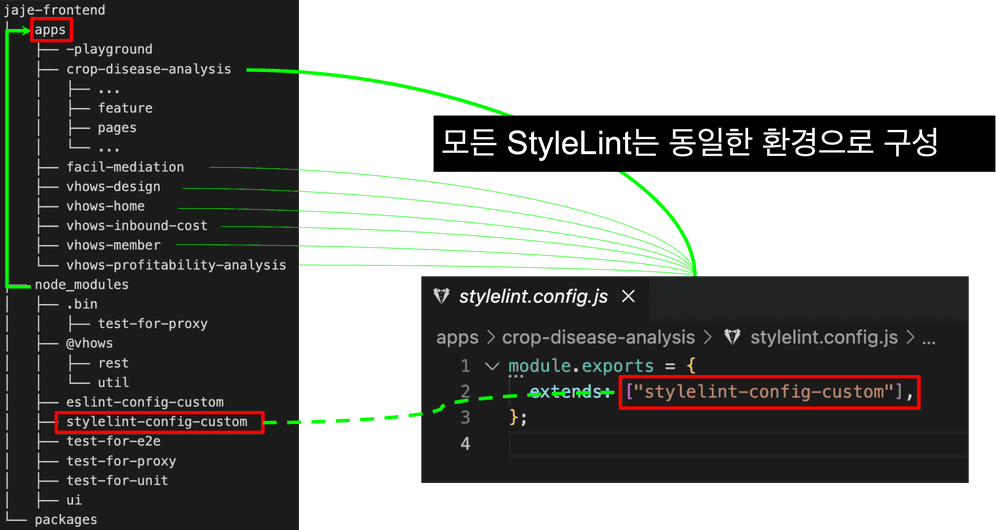 jaje-frontend
apps
-playground
crop-disease-analysis
...
feature
pages
...
facil-mediation
vhows-design
vhows-home
vhows-inbound-cost
vhows-member
vhows-profitability-analysis
node_modules
.bin
test-for-proxy
@vhows
rest
util
eslint-config-custom
stylelint-config-custom
test-for-e2e
test-for-proxy
test-for-unit
ui
packages
모든 StyleLint는 동일한 환경으로 구성
stylelint.config.js ×
apps > crop-disease-analysis > stylelint.config.js > ...
1 module.exports = {
2 extends: ["stylelint-config-custom"],
3 };
4